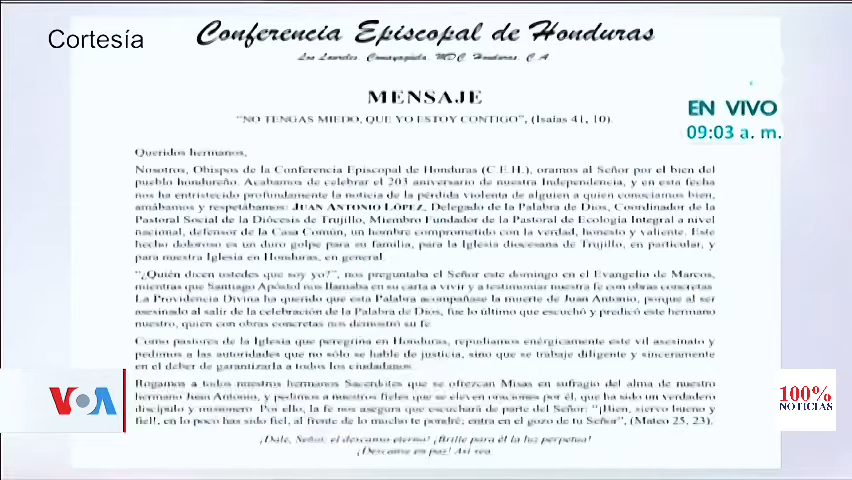 Cortesía
Conferencia Episcopal de Honduras
Los Laureles, Comayagüela, MDC, Honduras, C.A.
MENSAJE
“NO TENGAS MIEDO, QUE YO ESTOY CONTIGO”, (Isaías 41, 10).
EN VIVO
09:03 a. m.
Queridos hermanos,
Nosotros, Obispos de la Conferencia Episcopal de Honduras (C.E.H.), oramos al Señor por el bien del
pueblo hondureño. Acabamos de celebrar el 203 aniversario de nuestra Independencia, y en esta fecha
nos ha entristecido profundamente la noticia de la pérdida violenta de alguien a quien conocíamos bien,
amábamos y respetábamos: JUAN ANTONIO LÓPEZ, Delegado de la Palabra de Dios, Coordinador de la
Pastoral Social de la Diócesis de Trujillo, Miembro Fundador de la Pastoral de Ecología Integral a nivel
nacional, defensor de la Casa Común, un hombre comprometido con la verdad, honesto y valiente. Este
hecho doloroso es un duro golpe para su familia, para la Iglesia diocesana de Trujillo, en particular, y
para nuestra Iglesia en Honduras, en general.
“¿Quién dicen ustedes que soy yo?”, nos preguntaba el Señor este domingo en el Evangelio de Marcos,
mientras que Santiago Apóstol nos llamaba en su carta a vivir y a testimoniar nuestra fe con obras concretas.
La Providencia Divina ha querido que esta Palabra acompañase la muerte de Juan Antonio, porque al ser
asesinado al salir de la celebración de la Palabra de Dios, fue lo último que escuchó y predicó este hermano
nuestro, quien con obras concretas nos demostró su fe.
Como pastores de la Iglesia que peregrina en Honduras, repudiamos enérgicamente este vil asesinato y
pedimos a las autoridades que no sólo se hable de justicia, sino que se trabaje diligente y sinceramente
en el deber de garantizarla a todos los ciudadanos.
Rogamos a todos nuestros hermanos Sacerdotes que se ofrezcan Misas en sufragio del alma de nuestro
hermano Juan Antonio, y pedimos a nuestros fieles que se eleven oraciones por él, que ha sido un verdadero
discípulo y misionero. Por ello, la fe nos asegura que escuchará de parte del Señor: “¡Bien, siervo bueno y
fiel!, en lo poco has sido fiel, al frente de lo mucho te pondré; entra en el gozo de tu Señor”, (Mateo 25, 23).
¡Dale, Señor, el descanso eterno! ¡Brille para él la luz perpetua!
¡Descanse en paz! Así sea.
VOA
100%
NOTICIAS